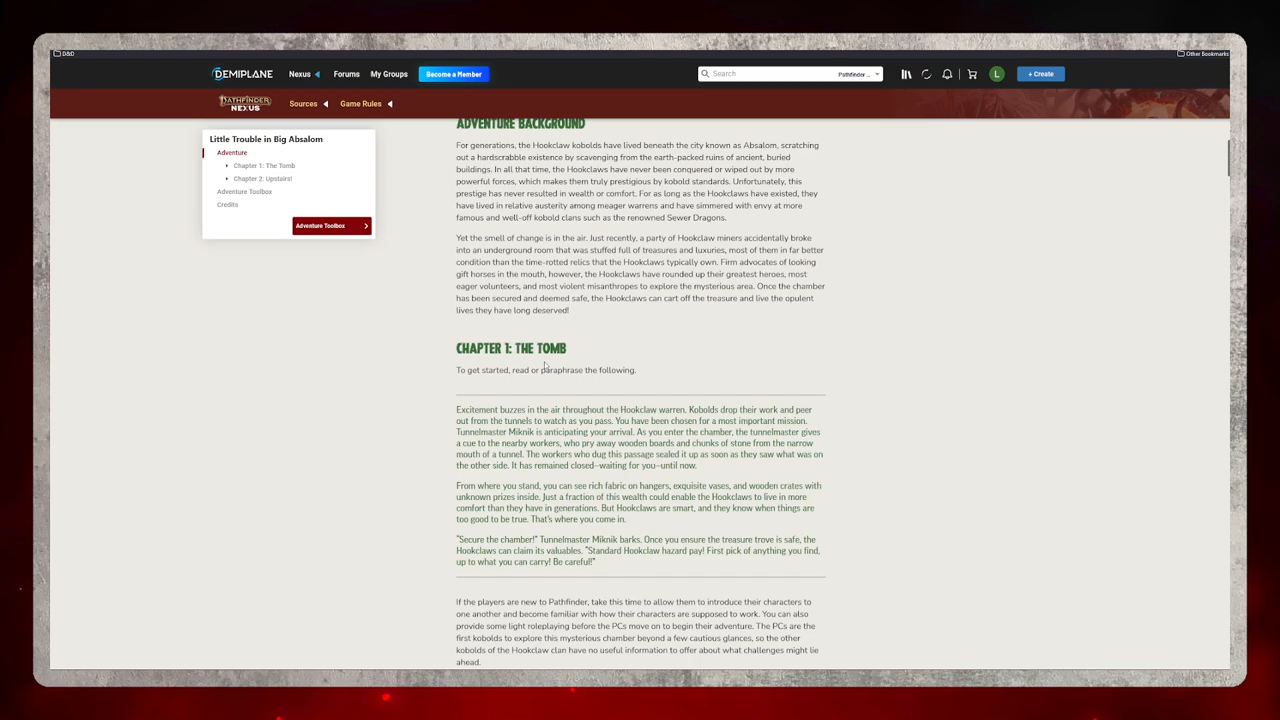 D&D
Other Bookmarks
DEMIPLANE
Nexus
Forums
My Groups
Become a Member
Search
Pathfinder ...
L
+ Create
PATHFINDER
NEXUS
Sources
Game Rules
Little Trouble in Big Absalom
Adventure
Chapter 1: The Tomb
Chapter 2: Upstairs!
Adventure Toolbox
Credits
Adventure Toolbox
ADVENTURE BACKGROUND
For generations, the Hookclaw kobolds have lived beneath the city known as Absalom, scratching
out a hardscrabble existence by scavenging from the earth-packed ruins of ancient, buried
buildings. In all that time, the Hookclaws have never been conquered or wiped out by more
powerful forces, which makes them truly prestigious by kobold standards. Unfortunately, this
prestige has never resulted in wealth or comfort. For as long as the Hookclaws have existed, they
have lived in relative austerity among meager warrens and have simmered with envy at more
famous and well-off kobold clans such as the renowned Sewer Dragons.
Yet the smell of change is in the air. Just recently, a party of Hookclaw miners accidentally broke
into an underground room that was stuffed full of treasures and luxuries, most of them in far better
condition than the time-rotted relics that the Hookclaws typically own. Firm advocates of looking
gift horses in the mouth, however, the Hookclaws have rounded up their greatest heroes, most
eager volunteers, and most violent misanthropes to explore the mysterious area. Once the chamber
has been secured and deemed safe, the Hookclaws can cart off the treasure and live the opulent
lives they have long deserved!
CHAPTER 1: THE TOMB
To get started, read or paraphrase the following.
Excitement buzzes in the air throughout the Hookclaw warren. Kobolds drop their work and peer
out from the tunnels to watch as you pass. You have been chosen for a most important mission.
Tunnelmaster Miknik is anticipating your arrival. As you enter the chamber, the tunnelmaster gives
a cue to the nearby workers, who pry away wooden boards and chunks of stone from the narrow
mouth of a tunnel. The workers who dug this passage sealed it up as soon as they saw what was on
the other side. It has remained closed—waiting for you—until now.
From where you stand, you can see rich fabric on hangers, exquisite vases, and wooden crates with
unknown prizes inside. Just a fraction of this wealth could enable the Hookclaws to live in more
comfort than they have in generations. But Hookclaws are smart, and they know when things are
too good to be true. That's where you come in.
"Secure the chamber!" Tunnelmaster Miknik barks. Once you ensure the treasure trove is safe, the
Hookclaws can claim its valuables. "Standard Hookclaw hazard pay! First pick of anything you find,
up to what you can carry! Be careful!"
If the players are new to Pathfinder, take this time to allow them to introduce their characters to
one another and become familiar with how their characters are supposed to work. You can also
provide some light roleplaying before the PCs move on to begin their adventure. The PCs are the
first kobolds to explore this mysterious chamber beyond a few cautious glances, so the other
kobolds of the Hookclaw clan have no useful information to offer about what challenges might lie
ahead.